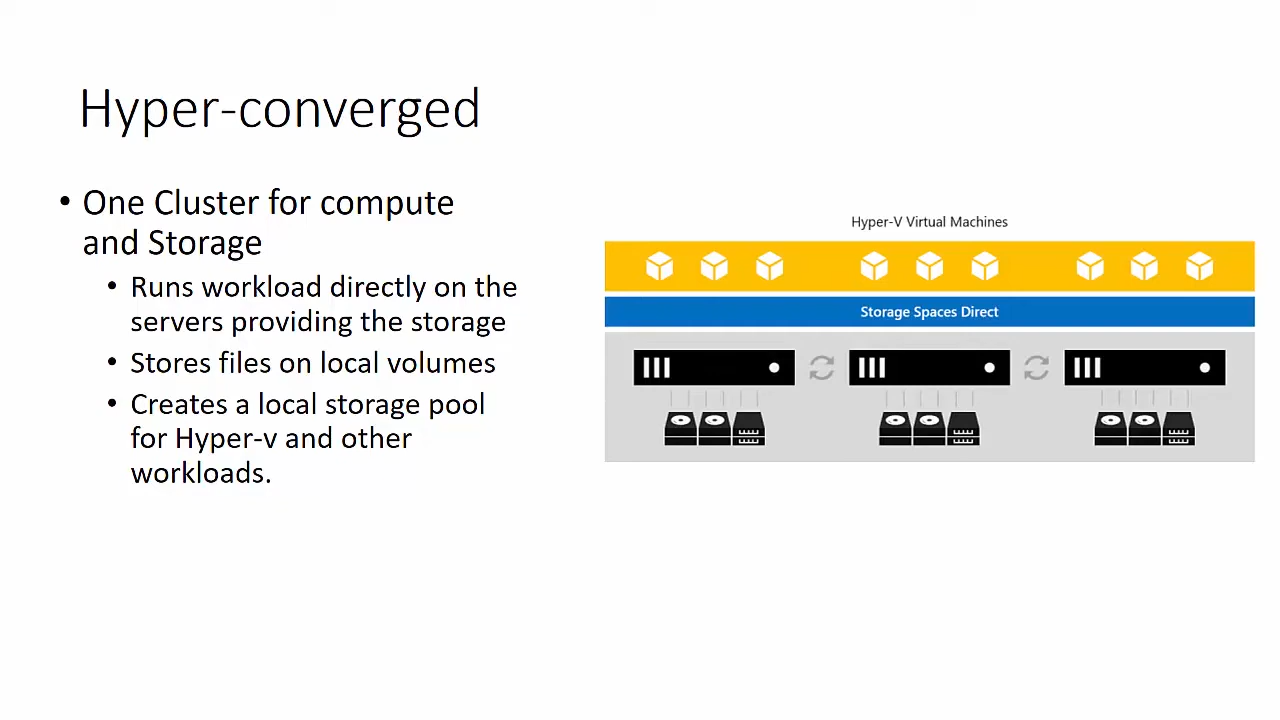 Hyper-converged
• One Cluster for compute
and Storage
• Runs workload directly on the
servers providing the storage
• Stores files on local volumes
• Creates a local storage pool
for Hyper-v and other
workloads.
Hyper-V Virtual Machines
Storage Spaces Direct